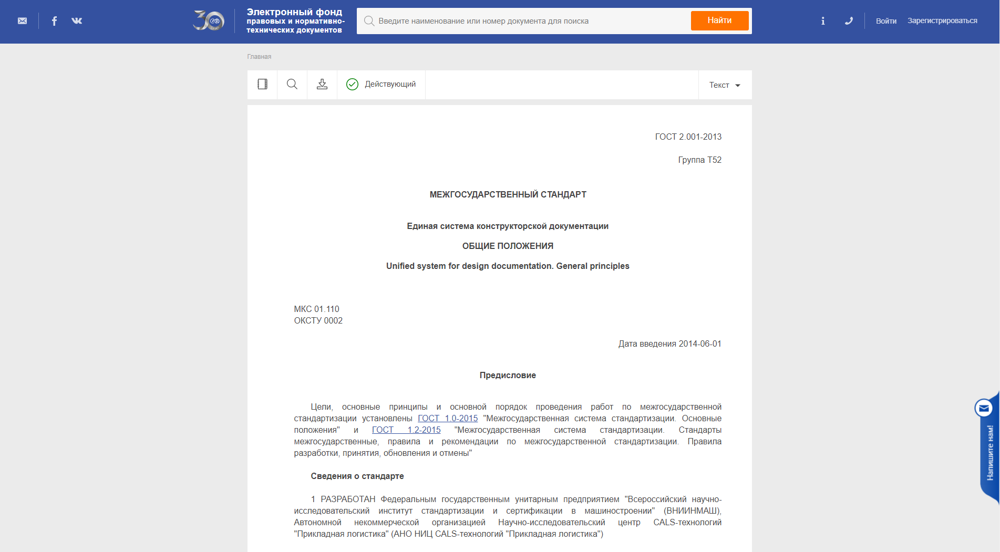 Электронный фонд
правовых и нормативно-
технических документов
Введите наименование или номер документа для поиска
Найти
Войти
Зарегистрироваться
Главная
Действующий
Текст
ГОСТ 2.001-2013
Группа Т52
МЕЖГОСУДАРСТВЕННЫЙ СТАНДАРТ
Единая система конструкторской документации
ОБЩИЕ ПОЛОЖЕНИЯ
Unified system for design documentation. General principles
МКС 01.110
ОКСТУ 0002
Дата введения 2014-06-01
Предисловие
Цели, основные принципы и основной порядок проведения работ по межгосударственной
стандартизации установлены ГОСТ 1.0-2015 "Межгосударственная система стандартизации. Основные
положения" и ГОСТ 1.2-2015 "Межгосударственная система стандартизации. Стандарты
межгосударственные, правила и рекомендации по межгосударственной стандартизации. Правила
разработки, принятия, обновления и отмены"
Сведения о стандарте
1 РАЗРАБОТАН Федеральным государственным унитарным предприятием "Всероссийский научно-
исследовательский институт стандартизации и сертификации в машиностроении" (ВНИИНМАШ),
Автономной некоммерческой организацией Научно-исследовательский центр CALS-технологий
"Прикладная логистика" (АНО НИЦ CALS-технологий "Прикладная логистика")
Напишите нам!